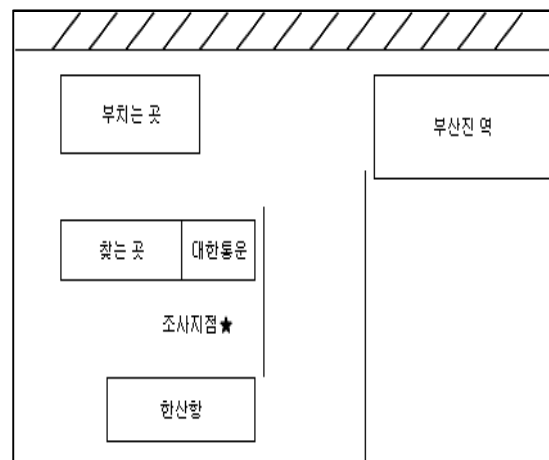 부치는 곳
부산진 역
찾는 곳
대한통운
조사지점★
한산항